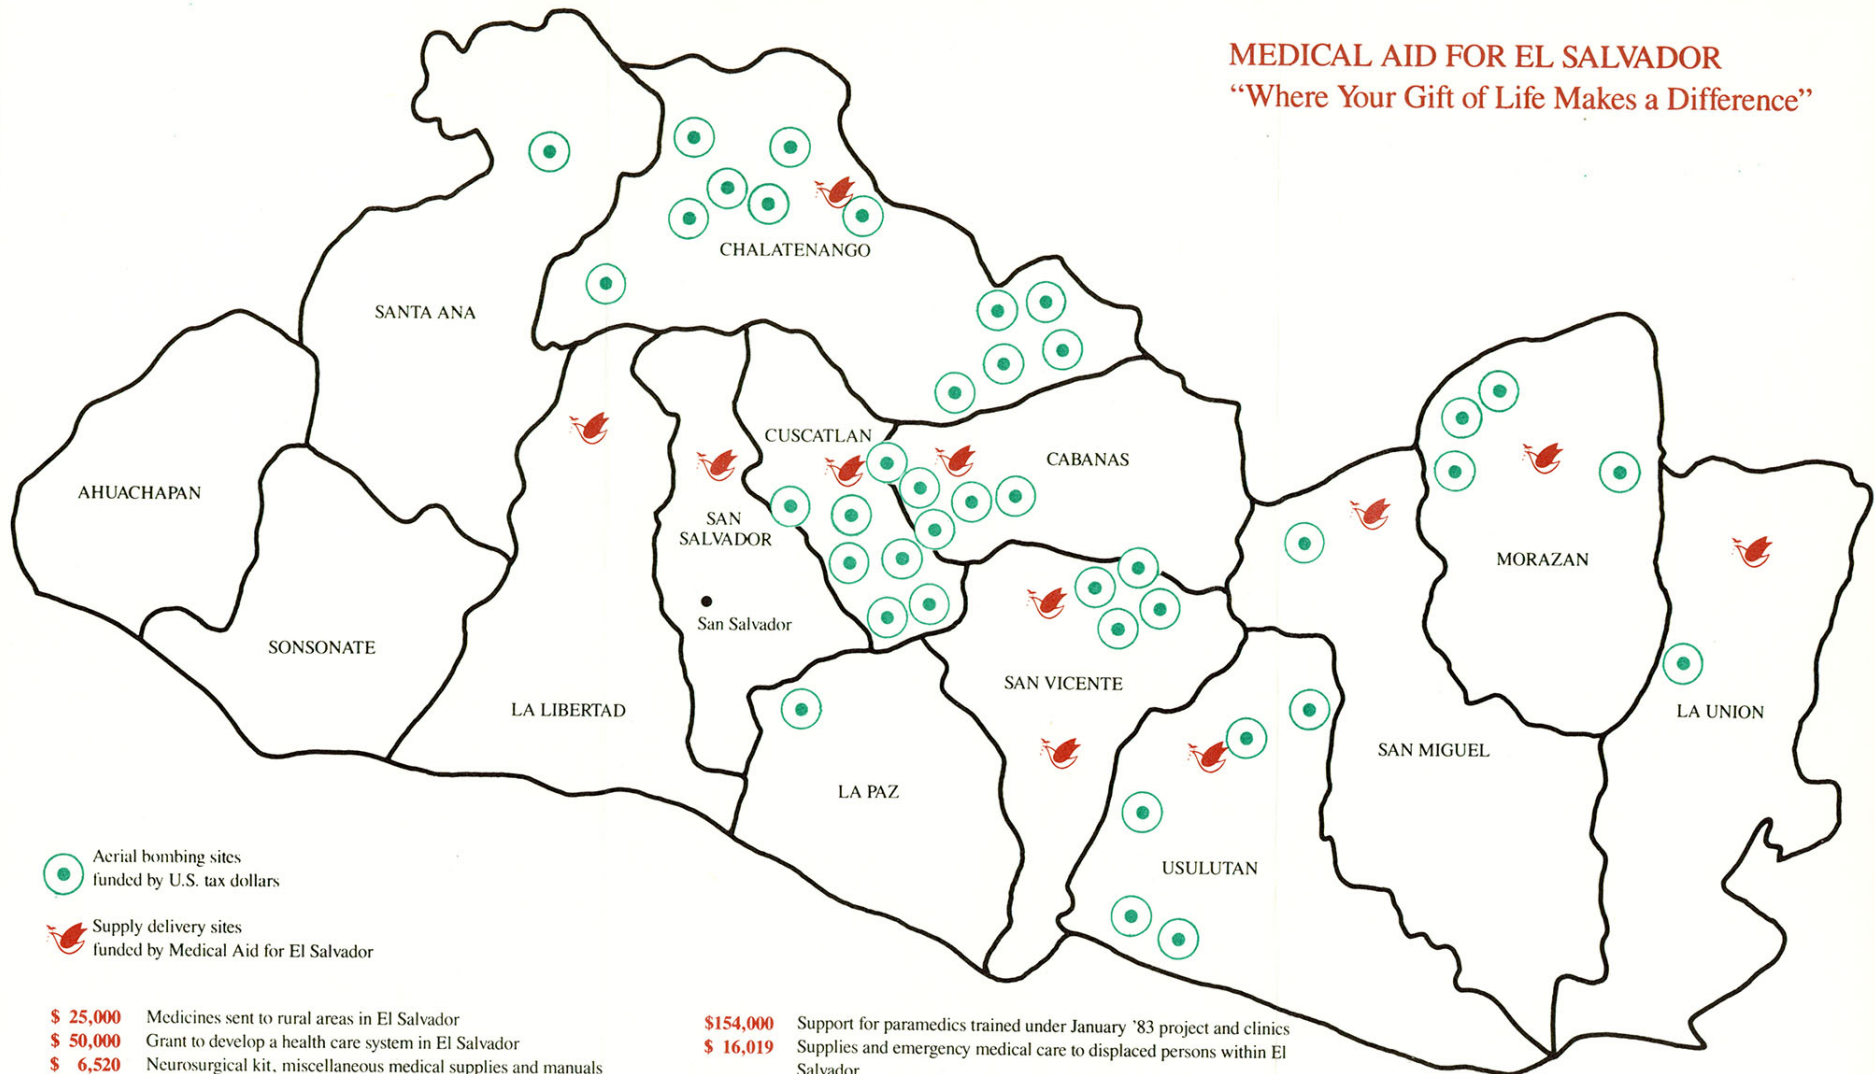 MEDICAL AID FOR EL SALVADOR
“Where Your Gift of Life Makes a Difference”
CHALATENANGO
SANTA ANA
CUSCATLAN
CABANAS
AHUACHAPAN
SAN
SALVADOR
MORAZAN
San Salvador
SONSONATE
SAN VICENTE
LA LIBERTAD
LA UNION
SAN MIGUEL
LA PAZ
USULUTAN
Aerial bombing sites
funded by U.S. tax dollars
Supply delivery sites
funded by Medical Aid for El Salvador
$ 25,000 Medicines sent to rural areas in El Salvador
$ 50,000 Grant to develop a health care system in El Salvador
$ 6,520 Neurosurgical kit, miscellaneous medical supplies and manuals
$154,000 Support for paramedics trained under January '83 project and clinics
$ 16,019 Supplies and emergency medical care to displaced persons within El
Salvador